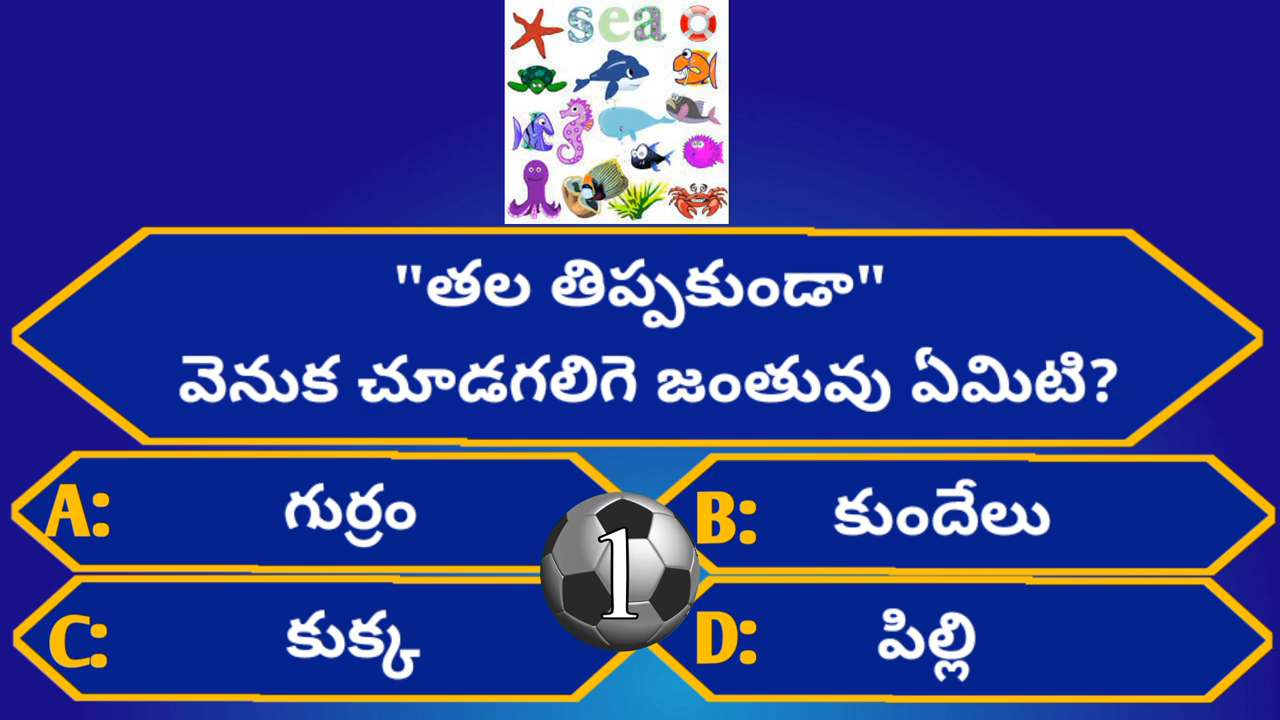 sea
"తల తిప్పకుండా"
వెనుక చూడగలిగె జంతువు ఏమిటి?
A: గుర్రం
B: కుందేలు
1
C: కుక్క
D: పిల్లి